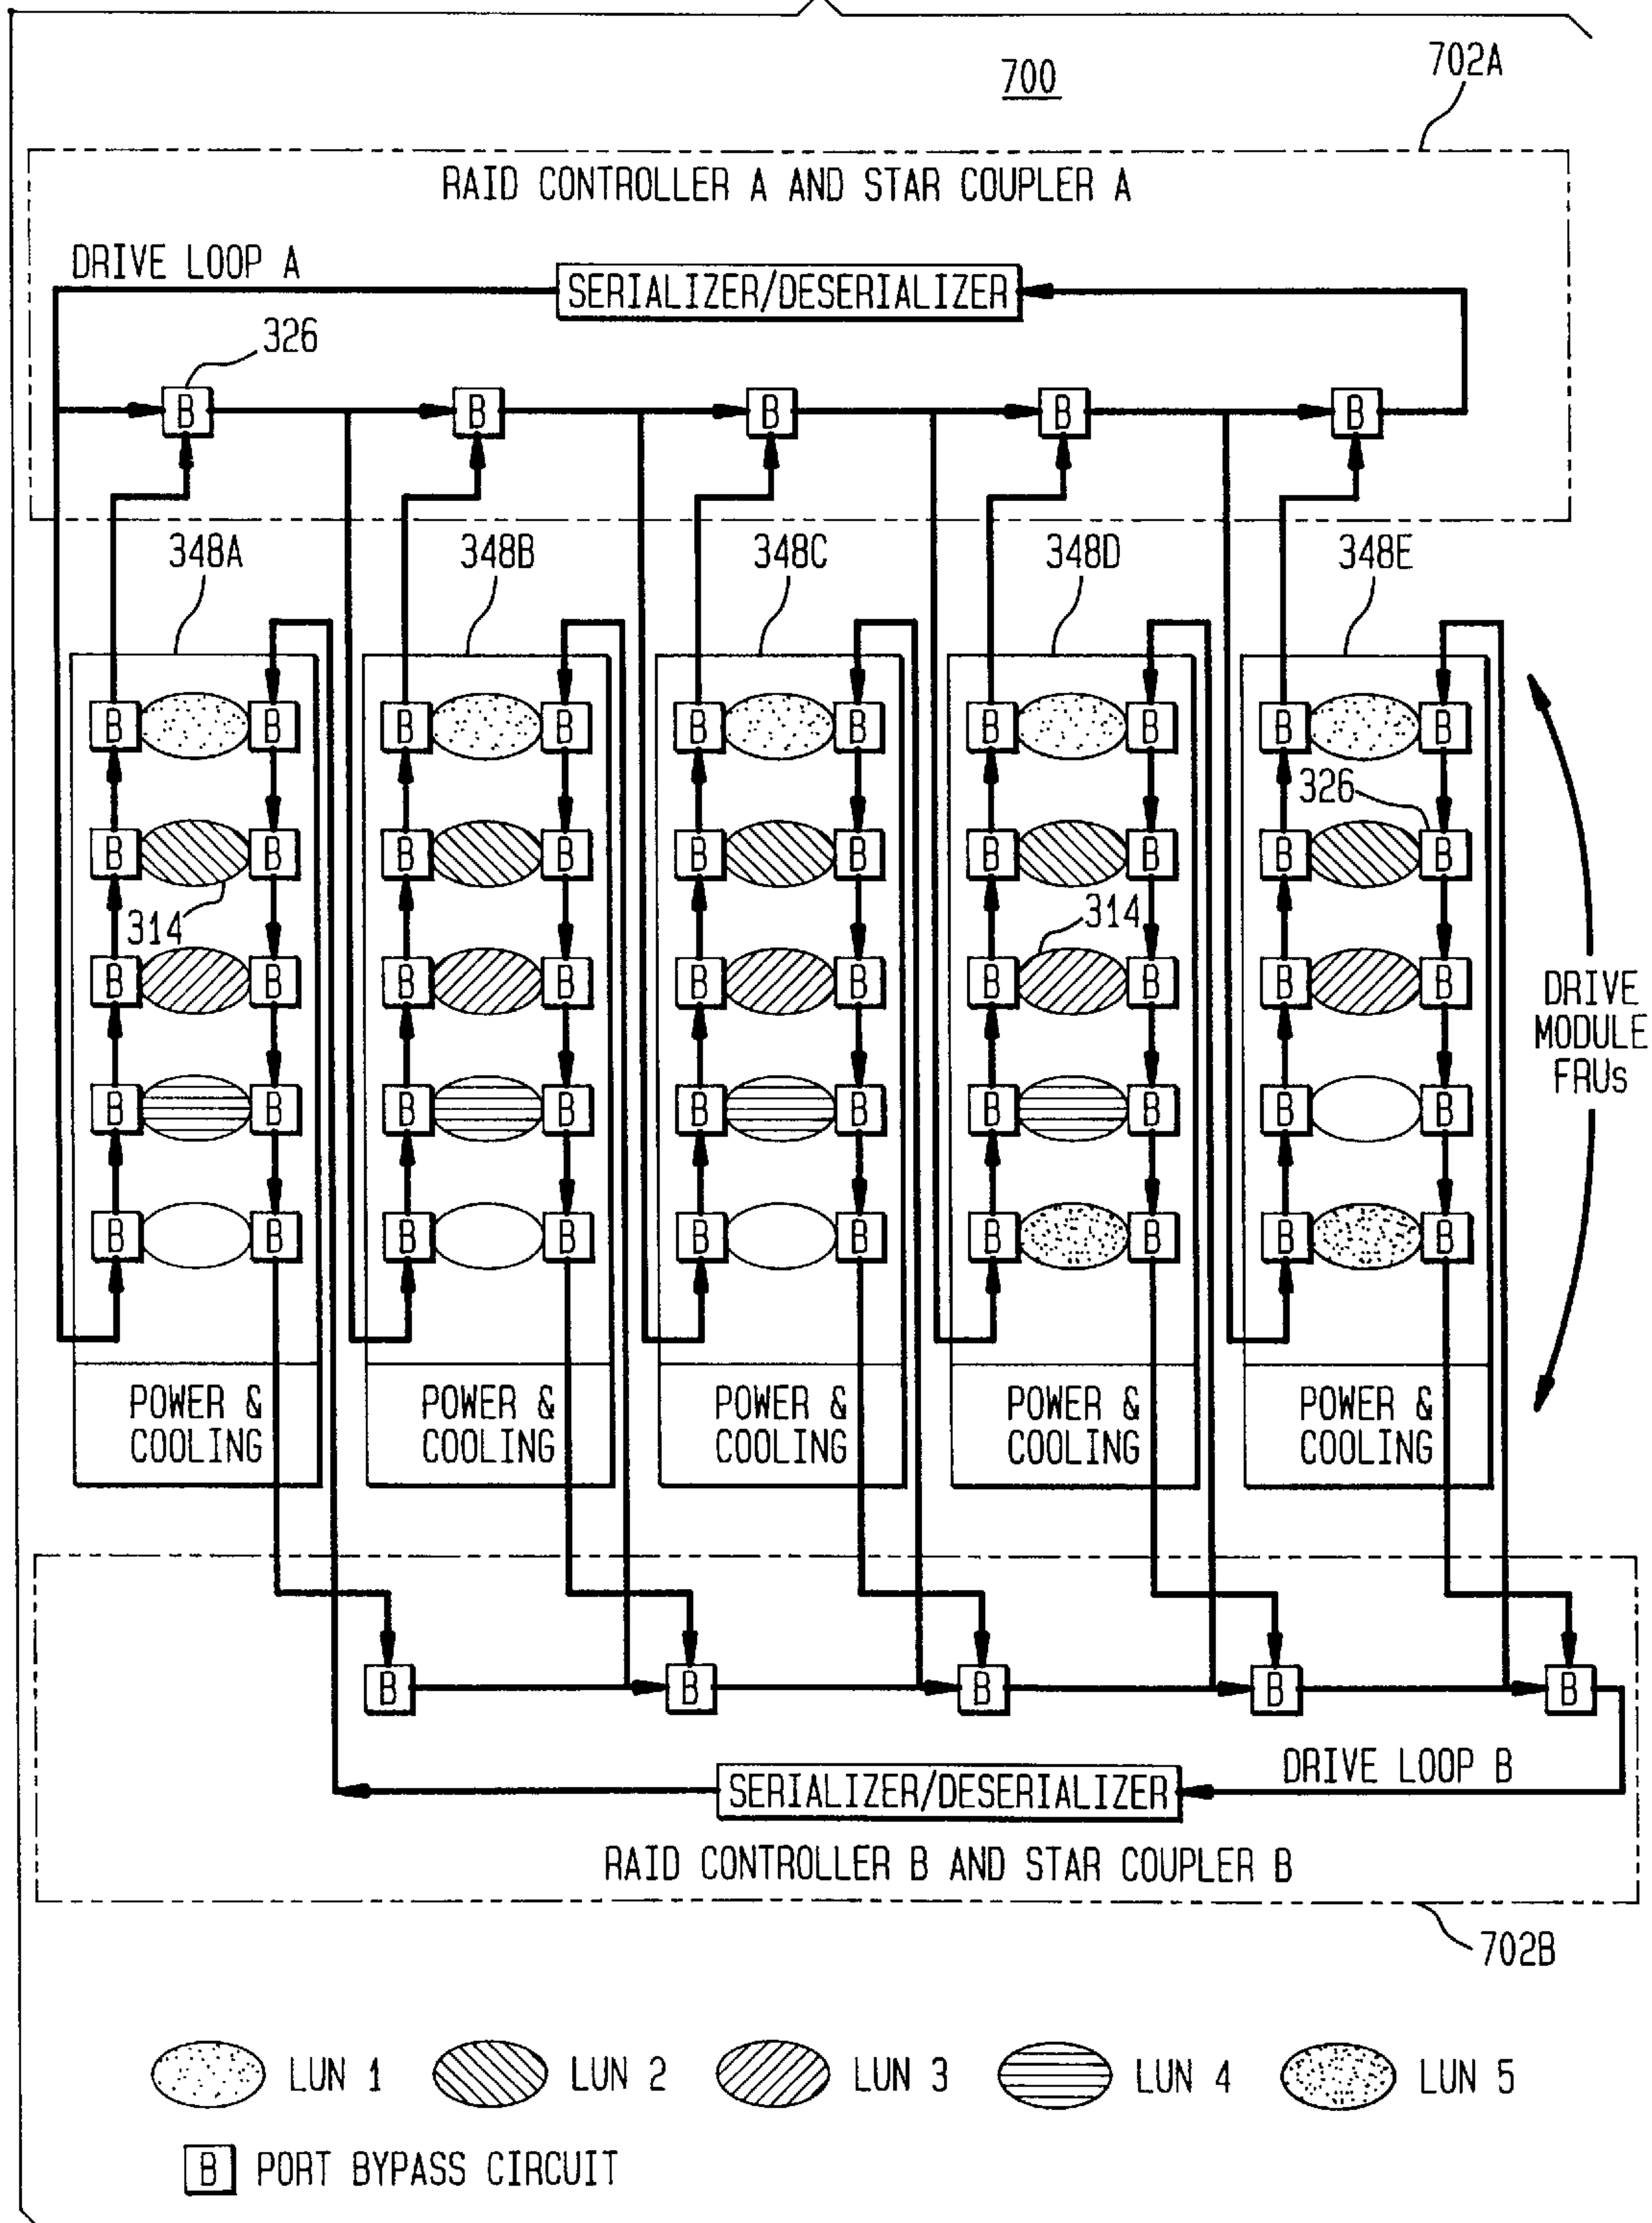 700
702A
RAID CONTROLLER A AND STAR COUPLER A
DRIVE LOOP A
SERIALIZER/DESERIALIZER
326
B B B B B
348A 348B 348C 348D 348E
B B B B B B B B B B
326
B B B B B B B B B B
314 314
B B B B B B B B B B
DRIVE
MODULE
FRUs
B B B B B B B B B B
B B B B B B B B B B
POWER &
COOLING
POWER &
COOLING
POWER &
COOLING
POWER &
COOLING
POWER &
COOLING
B B B B B
DRIVE LOOP B
SERIALIZER/DESERIALIZER
RAID CONTROLLER B AND STAR COUPLER B
702B
LUN 1 LUN 2 LUN 3 LUN 4 LUN 5
B PORT BYPASS CIRCUIT